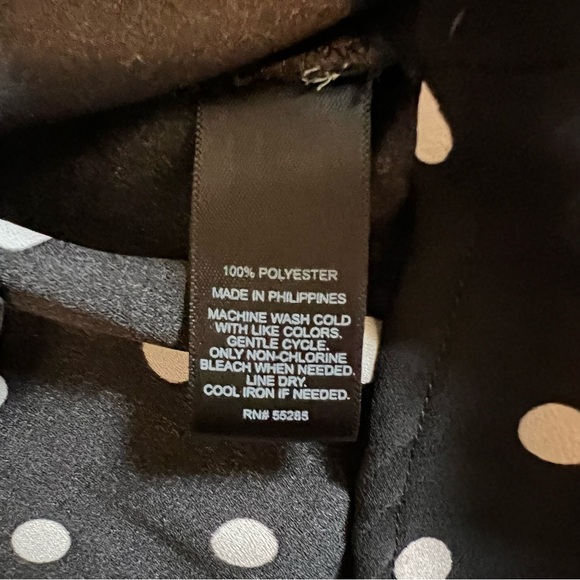 100% POLYESTER
MADE IN PHILIPPINES
MACHINE WASH COLD
WITH LIKE COLORS.
GENTLE CYCLE.
ONLY NON-CHLORINE
BLEACH WHEN NEEDED.
LINE DRY.
COOL IRON IF NEEDED.
RN# 55285